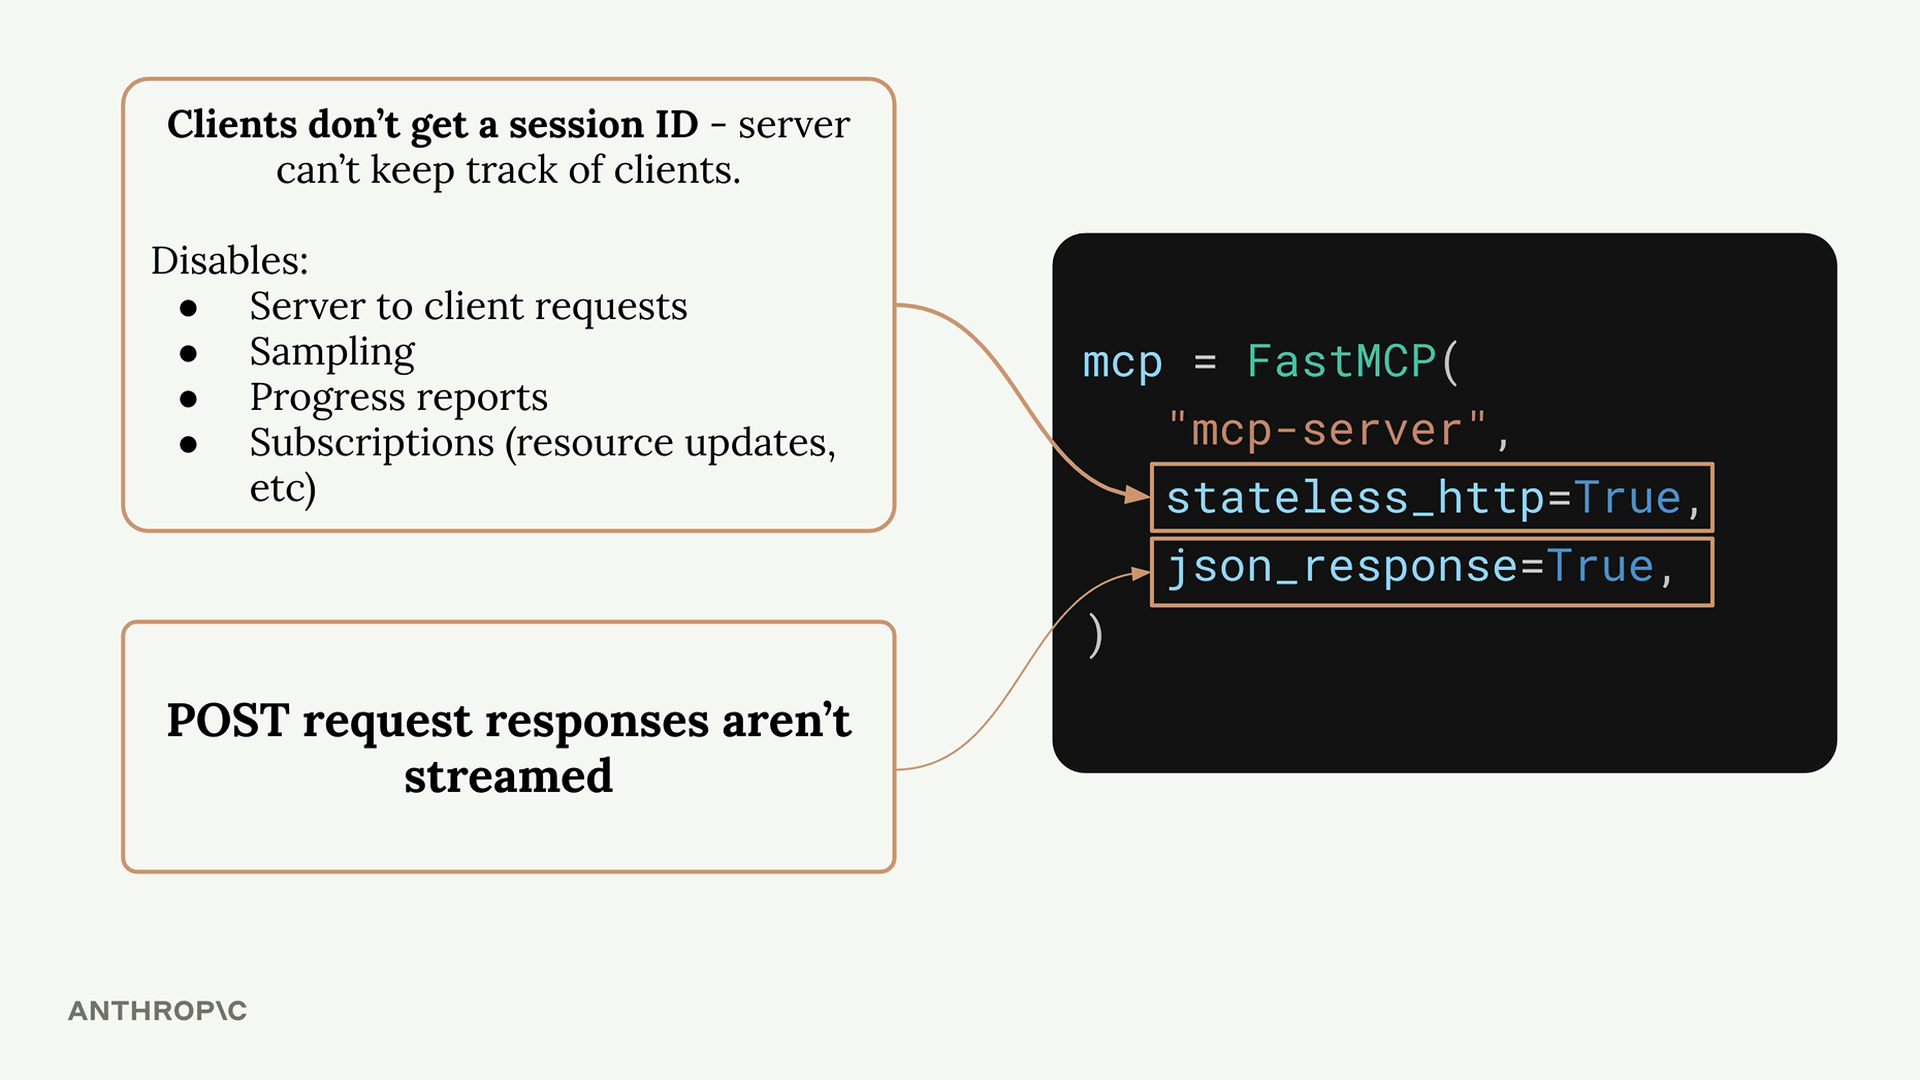 Clients don’t get a session ID - server
can’t keep track of clients.
Disables:
● Server to client requests
● Sampling
● Progress reports
● Subscriptions (resource updates,
etc)
POST request responses aren’t
streamed
mcp = FastMCP(
"mcp-server",
stateless_http=True,
json_response=True,
)
ANTHROP\C